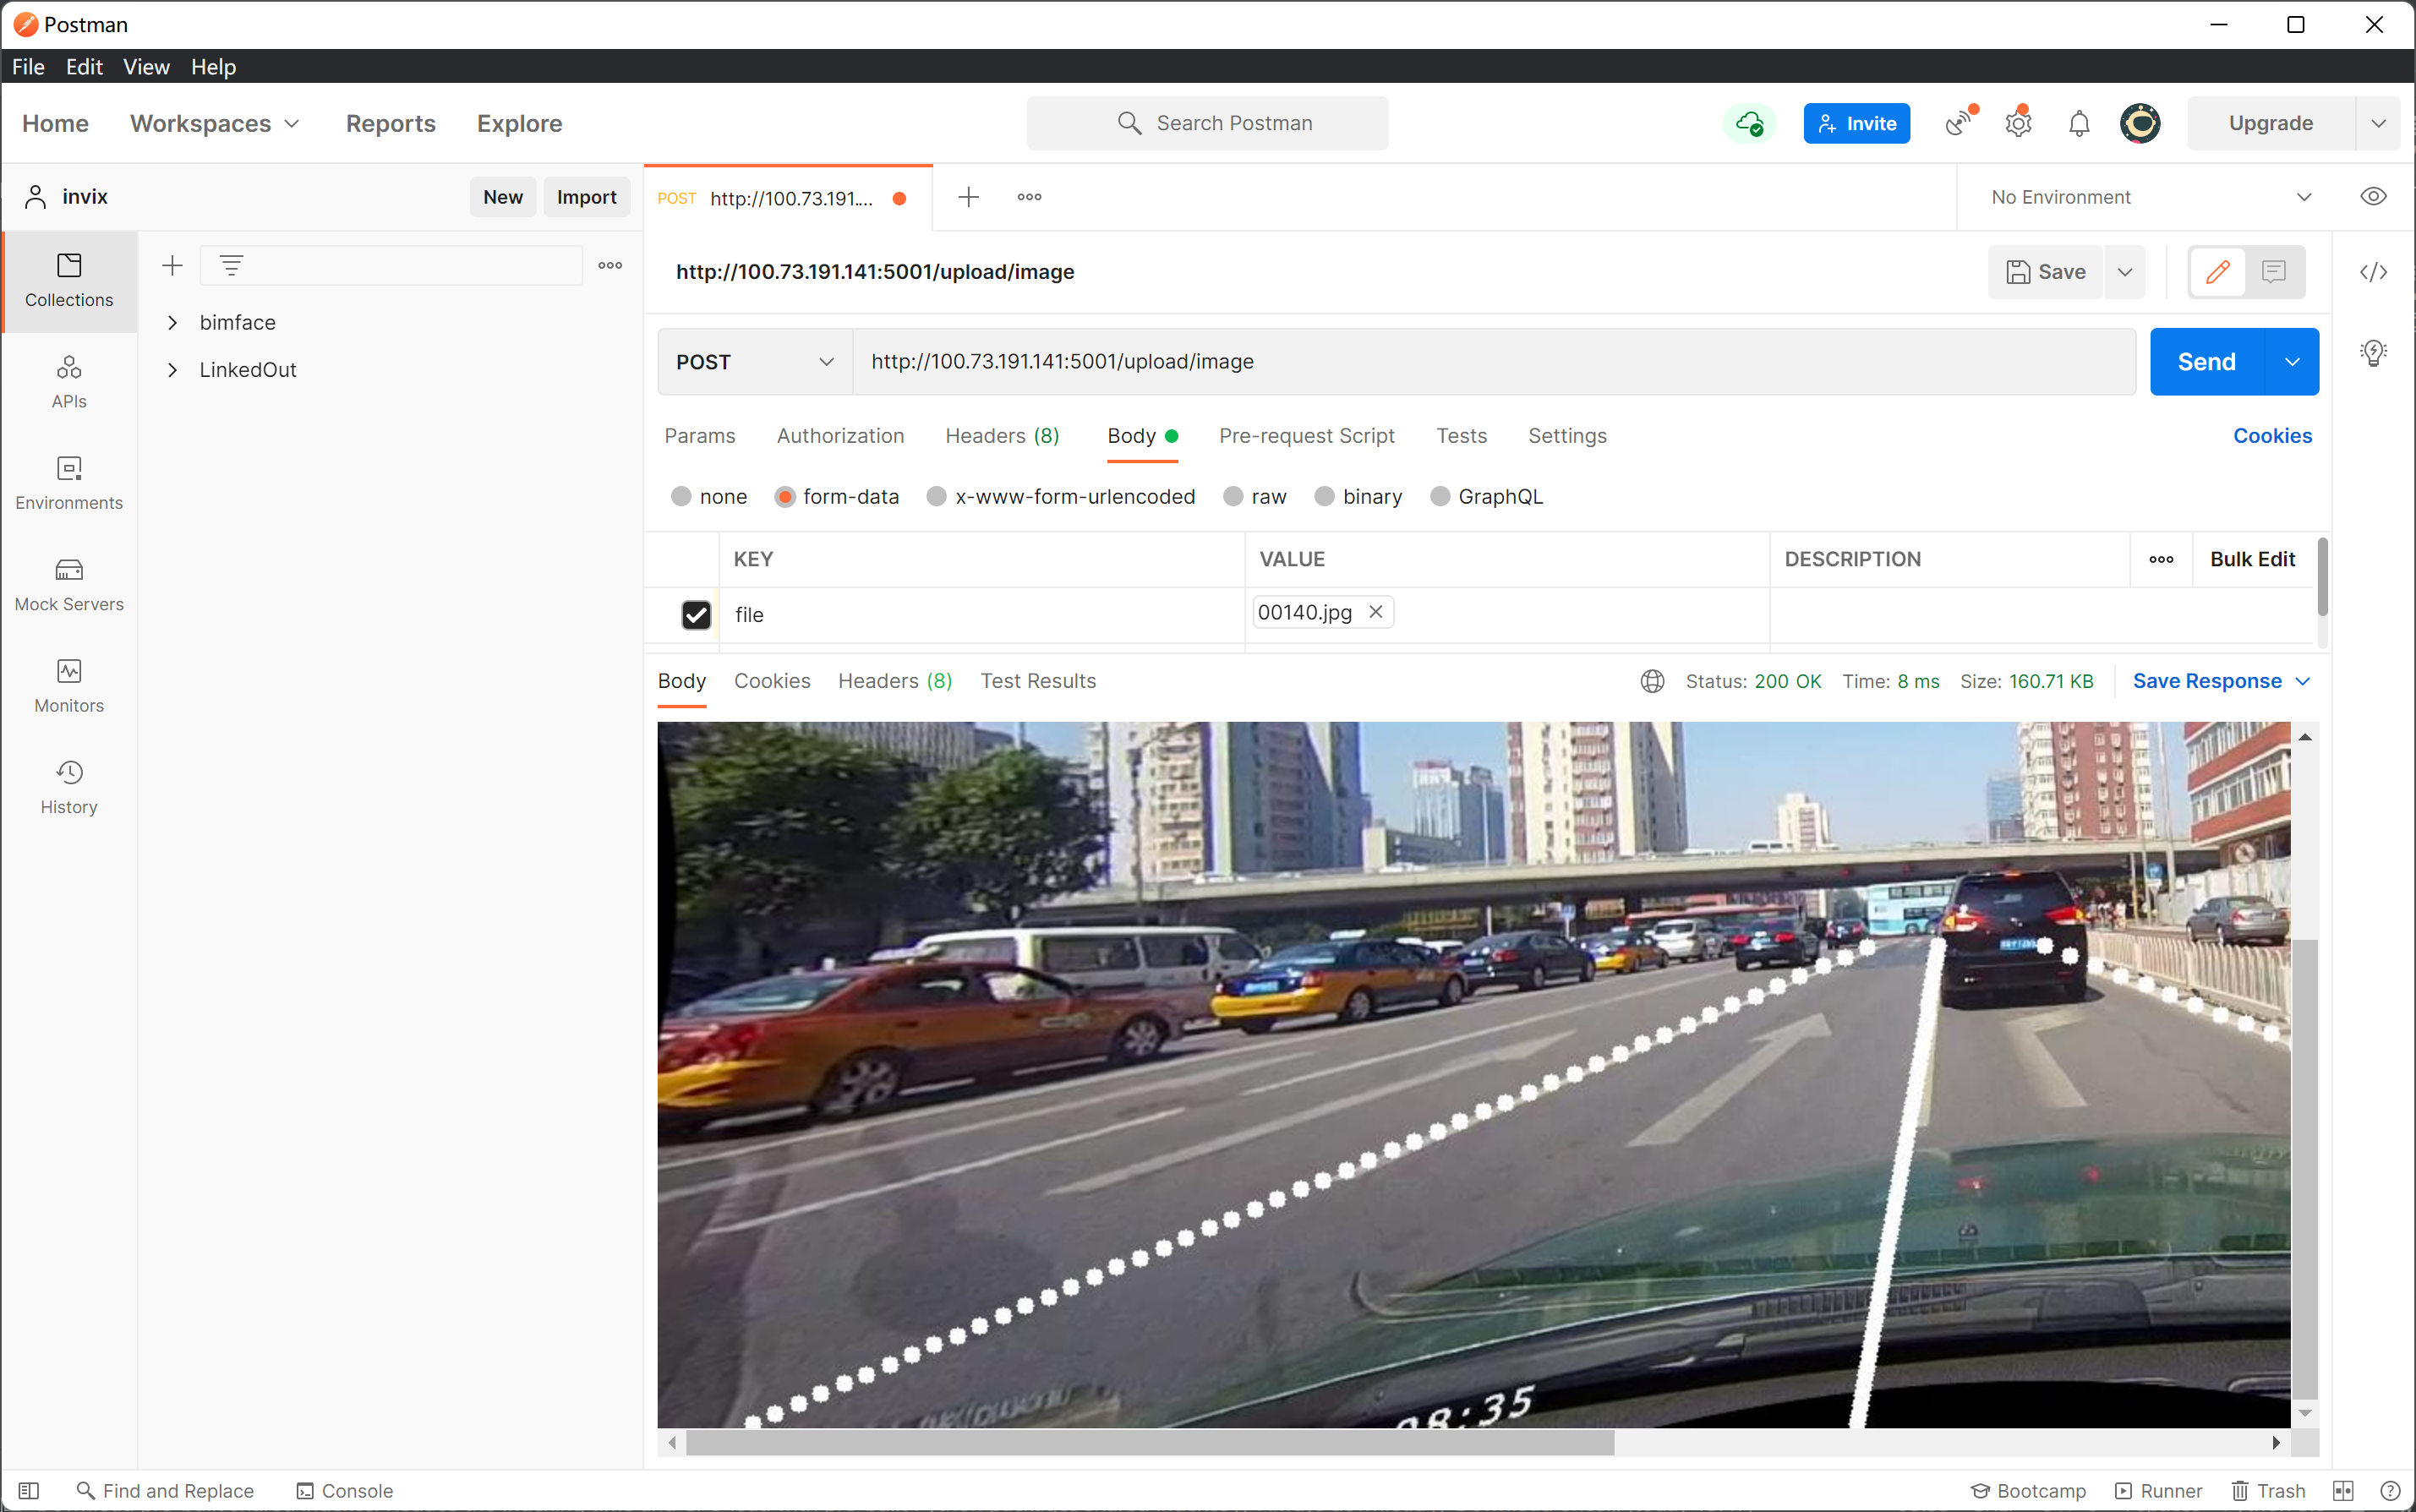 Postman
File Edit View Help
Home Workspaces Reports Explore Search Postman Invite Upgrade
invix New Import POST http://100.73.191.... No Environment
Collections
APIs
Environments
Mock Servers
Monitors
History
bimface
LinkedOut
http://100.73.191.141:5001/upload/image Save
POST http://100.73.191.141:5001/upload/image Send
Params Authorization Headers (8) Body Pre-request Script Tests Settings Cookies
none form-data x-www-form-urlencoded raw binary GraphQL
KEY VALUE DESCRIPTION Bulk Edit
file 00140.jpg
Body Cookies Headers (8) Test Results Status: 200 OK Time: 8 ms Size: 160.71 KB Save Response
08:35
Find and Replace Console Bootcamp Runner Trash